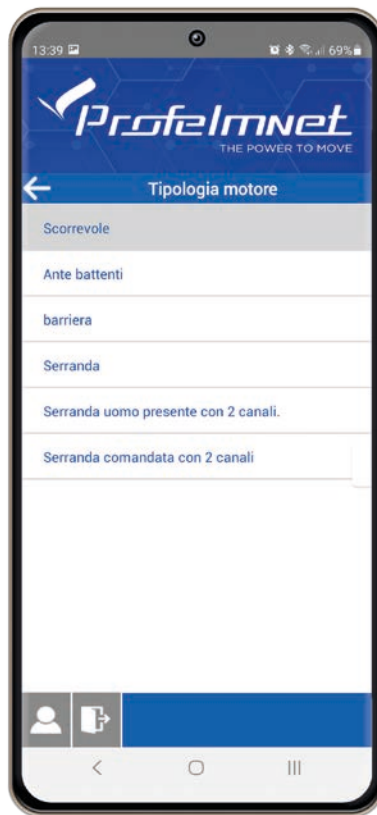 13:39
69%
Profelmnet
THE POWER TO MOVE
Tipologia motore
Scorrevole
Ante battenti
barriera
Serranda
Serranda uomo presente con 2 canali.
Serranda comandata con 2 canali